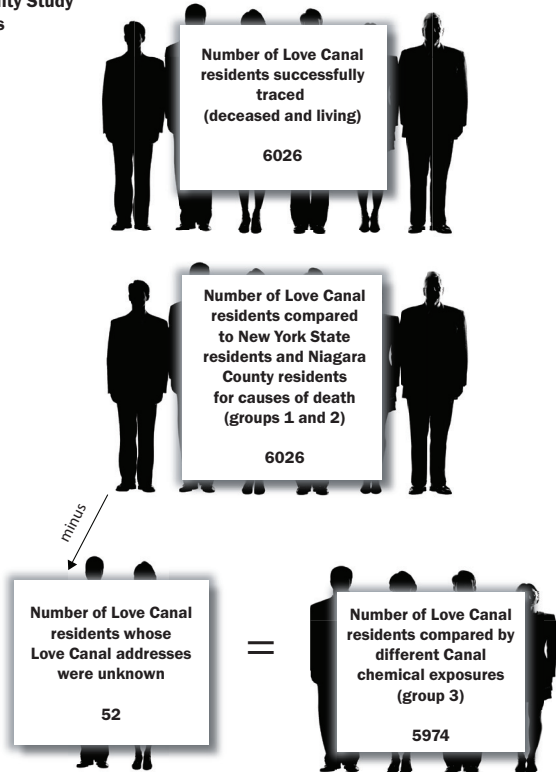 Study
Number of Love Canal
residents successfully
traced
(deceased and living)
6026
Number of Love Canal
residents compared
to New York State
residents and Niagara
County residents
for causes of death
(groups 1 and 2)
6026
minus
Number of Love Canal
residents whose
Love Canal addresses
were unknown
52
=
Number of Love Canal
residents compared by
different Canal
chemical exposures
(group 3)
5974